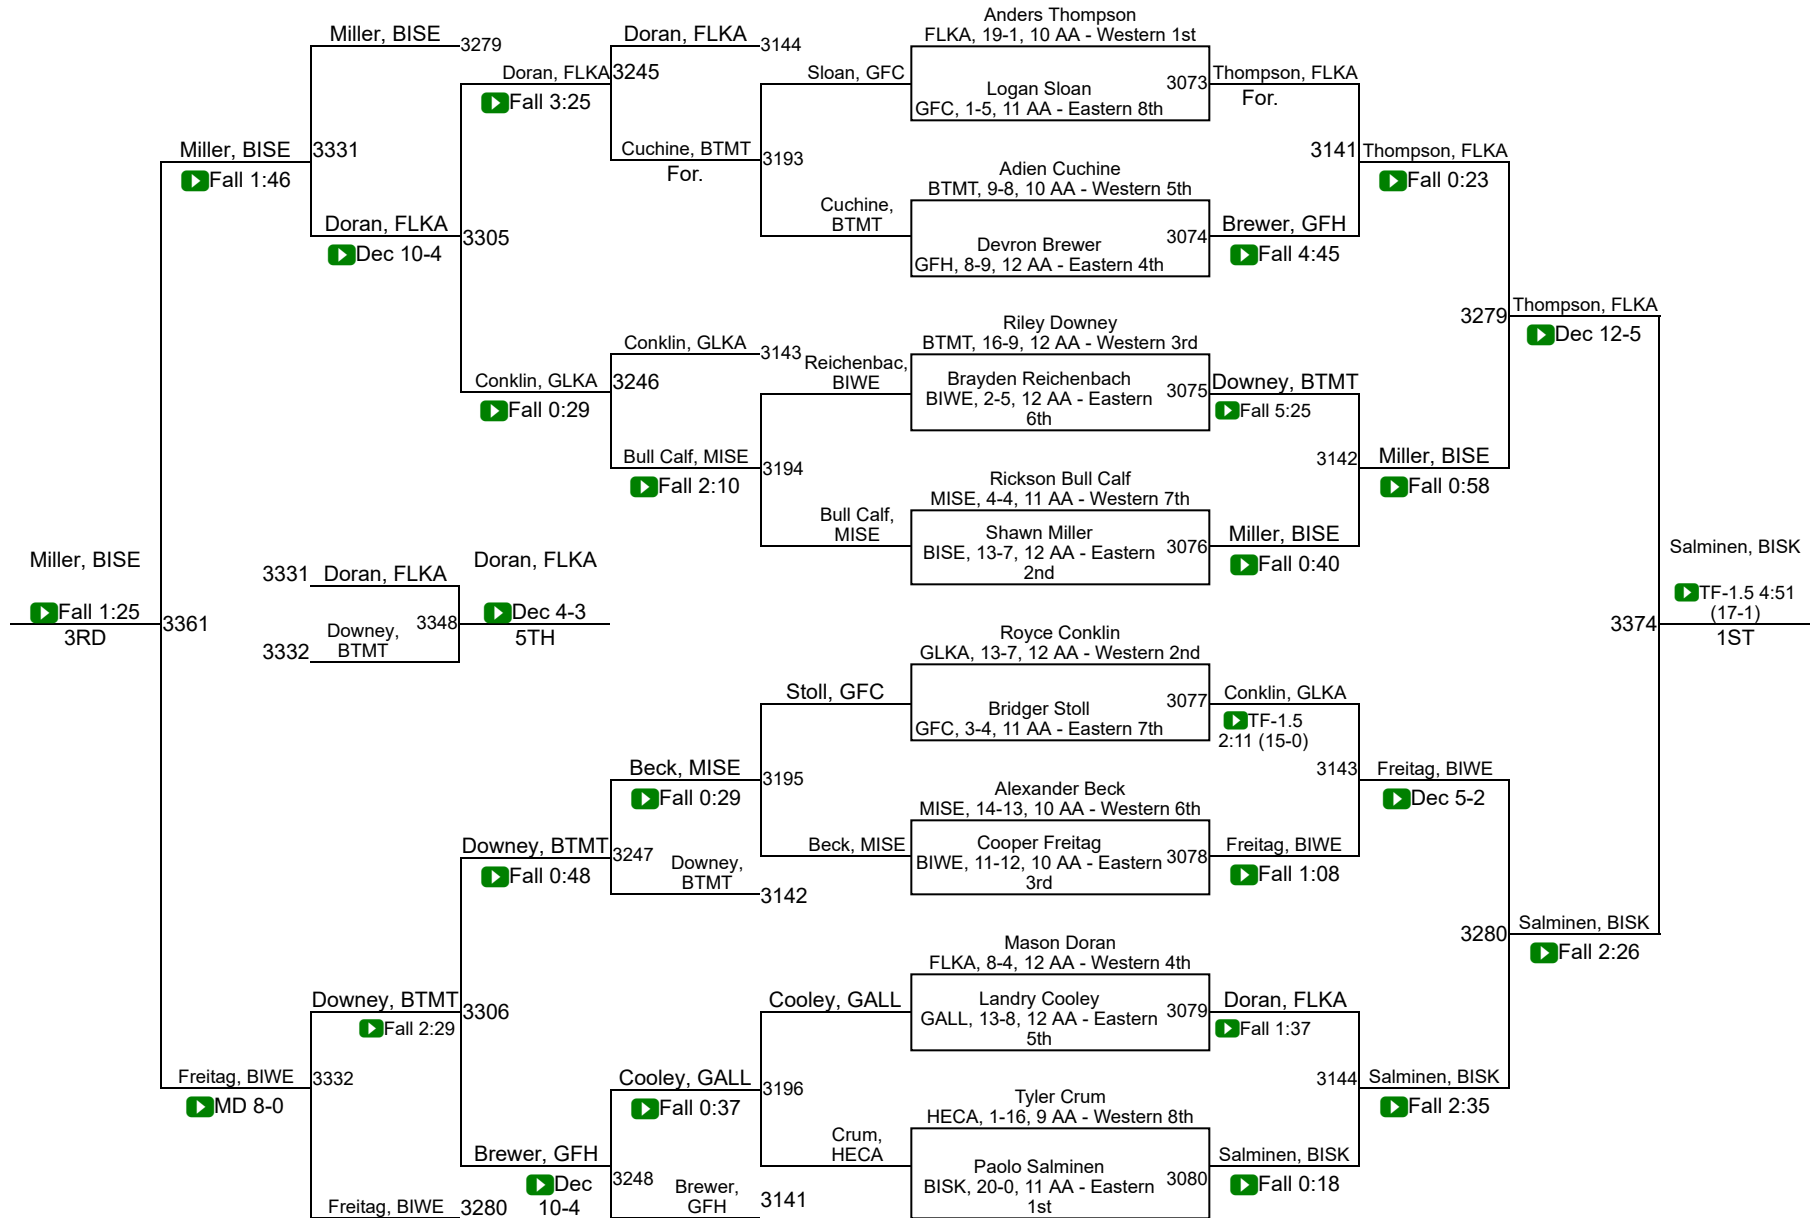 Anders Thompson
Miller, BISE
3279
Doran, FLKA
3144
FLKA, 19-1, 10 AA - Western 1st
Doran, FLKA
3245
Sloan, GFC
3073
Thompson, FLKA
Fall 3:25
Logan Sloan
For.
GFC, 1-5, 11 AA - Eastern 8th
Miller, BISE
3331
Cuchine, BTMT
3193
3141
Thompson, FLKA
For.
Adien Cuchine
Fall 1:46
Fall 0:23
BTMT, 9-8, 10 AA - Western 5th
Cuchine,
BTMT
Doran, FLKA
3305
3074
Brewer, GFH
Devron Brewer
Dec 10-4
Fall 4:45
GFH, 8-9, 12 AA - Eastern 4th
Thompson, FLKA
3279
Riley Downey
Dec 12-5
Conklin, GLKA
3143
BTMT, 16-9, 12 AA - Western 3rd
Reichenbac,
BIWE
Conklin, GLKA
3246
Brayden Reichenbach
3075
Downey, BTMT
BIWE, 2-5, 12 AA - Eastern
6th
Fall 0:29
Fall 5:25
Bull Calf, MISE
3194
3142
Miller, BISE
Rickson Bull Calf
Fall 2:10
Fall 0:58
MISE, 4-4, 11 AA - Western 7th
Bull Calf,
MISE
Shawn Miller
3076
Miller, BISE
BISE, 13-7, 12 AA - Eastern
2nd
Fall 0:40
Miller, BISE
Doran, FLKA
Salminen, BISK
3331
Doran, FLKA
Fall 1:25
3361
3348
Dec 4-3
3374
TF-1.5 4:51
(17-1)
3RD
Downey,
BTMT
5TH
1ST
3332
Royce Conklin
GLKA, 13-7, 12 AA - Western 2nd
Stoll, GFC
3077
Conklin, GLKA
Bridger Stoll
GFC, 3-4, 11 AA - Eastern 7th
TF-1.5
2:11 (15-0)
Beck, MISE
3195
3143
Freitag, BIWE
Alexander Beck
Fall 0:29
Dec 5-2
MISE, 14-13, 10 AA - Western 6th
Downey, BTMT
3247
Beck, MISE
Cooper Freitag
3078
Freitag, BIWE
Downey,
BTMT
BIWE, 11-12, 10 AA - Eastern
3rd
Fall 0:48
Fall 1:08
3142
3280
Salminen, BISK
Mason Doran
Fall 2:26
FLKA, 8-4, 12 AA - Western 4th
Downey, BTMT
3306
Cooley, GALL
Landry Cooley
3079
Doran, FLKA
GALL, 13-8, 12 AA - Eastern
5th
Fall 2:29
Fall 1:37
Freitag, BIWE
3332
Cooley, GALL
3196
3144
Salminen, BISK
Tyler Crum
MD 8-0
Fall 0:37
Fall 2:35
HECA, 1-16, 9 AA - Western 8th
Crum,
HECA
Brewer, GFH
3248
Paolo Salminen
3080
Salminen, BISK
Dec
10-4
Brewer,
GFH
3141
BISK, 20-0, 11 AA - Eastern
1st
Fall 0:18
Freitag, BIWE
3280